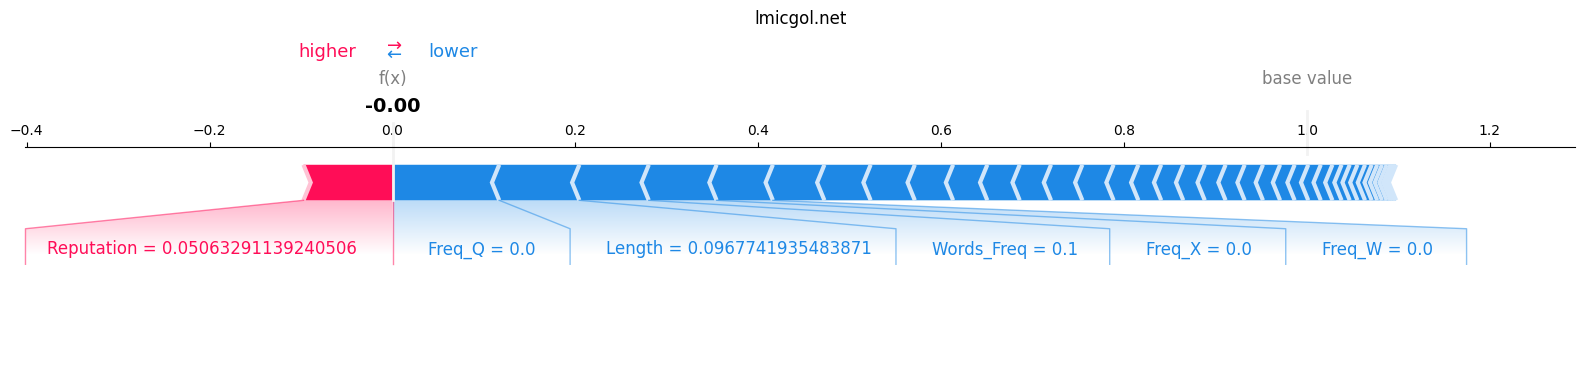 lmicgol.net
higher ⇄ lower
f(x)
base value
-0.00
−0.4 −0.2 0.0 0.2 0.4 0.6 0.8 1.0 1.2
Reputation = 0.05063291139240506 Freq_Q = 0.0 Length = 0.0967741935483871 Words_Freq = 0.1 Freq_X = 0.0 Freq_W = 0.0